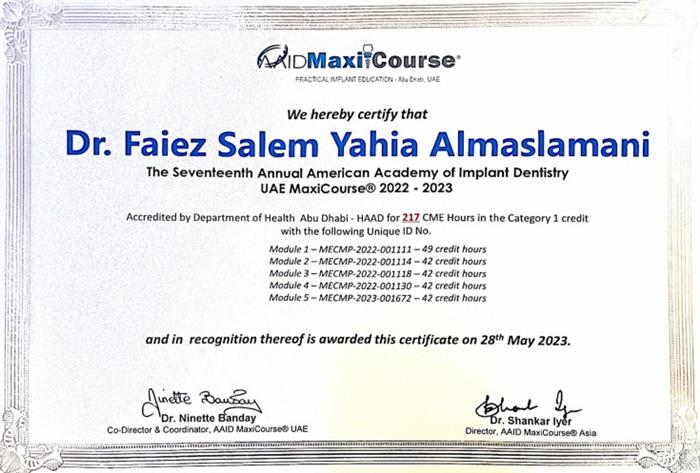 AAIDMaxiCourse®
PRACTICAL IMPLANT EDUCATION - Abu Dhabi, UAE
We hereby certify that
Dr. Faiez Salem Yahia Almaslamani
The Seventeenth Annual American Academy of Implant Dentistry
UAE MaxiCourse® 2022 - 2023
Accredited by Department of Health Abu Dhabi - HAAD for 217 CME Hours in the Category 1 credit
with the following Unique ID No.
Module 1 – MECMP-2022-001111 – 49 credit hours
Module 2 – MECMP-2022-001114 – 42 credit hours
Module 3 – MECMP-2022-001118 – 42 credit hours
Module 4 – MECMP-2022-001130 – 42 credit hours
Module 5 – MECMP-2023-001672 – 42 credit hours
and in recognition thereof is awarded this certificate on 28th May 2023.
Ninette Banday
Dr. Ninette Banday
Co-Director & Coordinator, AAID MaxiCourse® UAE
Dr. Shankar Iyer
Director, AAID MaxiCourse® Asia